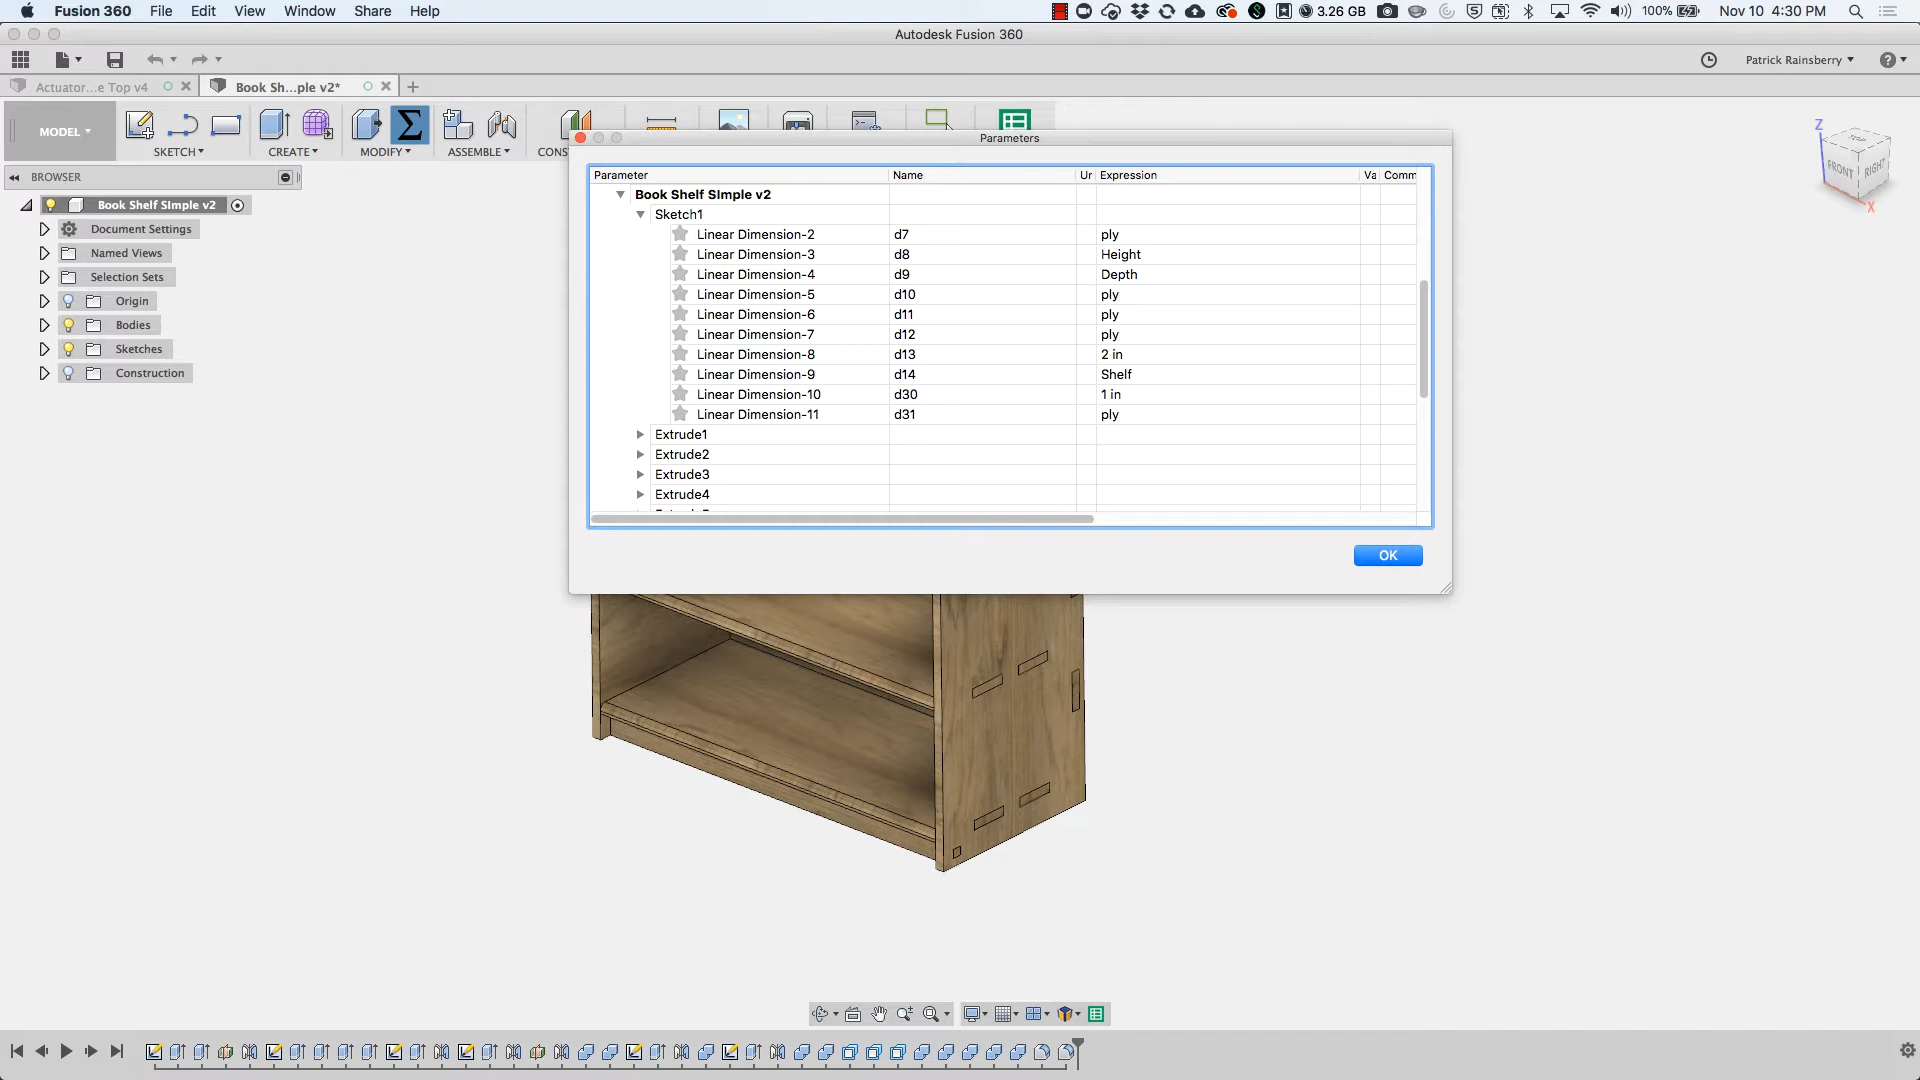 Fusion 360 File Edit View Window Share Help 3.26 GB 100% Nov 10 4:30 PM
Autodesk Fusion 360
Patrick Rainsberry
Actuator...e Top v4 Book Sh...ple v2*
MODEL SKETCH CREATE MODIFY ASSEMBLE CONS
Parameters
BROWSER
Book Shelf SImple v2
Document Settings
Named Views
Selection Sets
Origin
Bodies
Sketches
Construction
Parameter Name Ur Expression Va Comm
Book Shelf SImple v2
Sketch1
Linear Dimension-2 d7 ply
Linear Dimension-3 d8 Height
Linear Dimension-4 d9 Depth
Linear Dimension-5 d10 ply
Linear Dimension-6 d11 ply
Linear Dimension-7 d12 ply
Linear Dimension-8 d13 2 in
Linear Dimension-9 d14 Shelf
Linear Dimension-10 d30 1 in
Linear Dimension-11 d31 ply
Extrude1
Extrude2
Extrude3
Extrude4
OK
Z
TOP
FRONT RIGHT
X